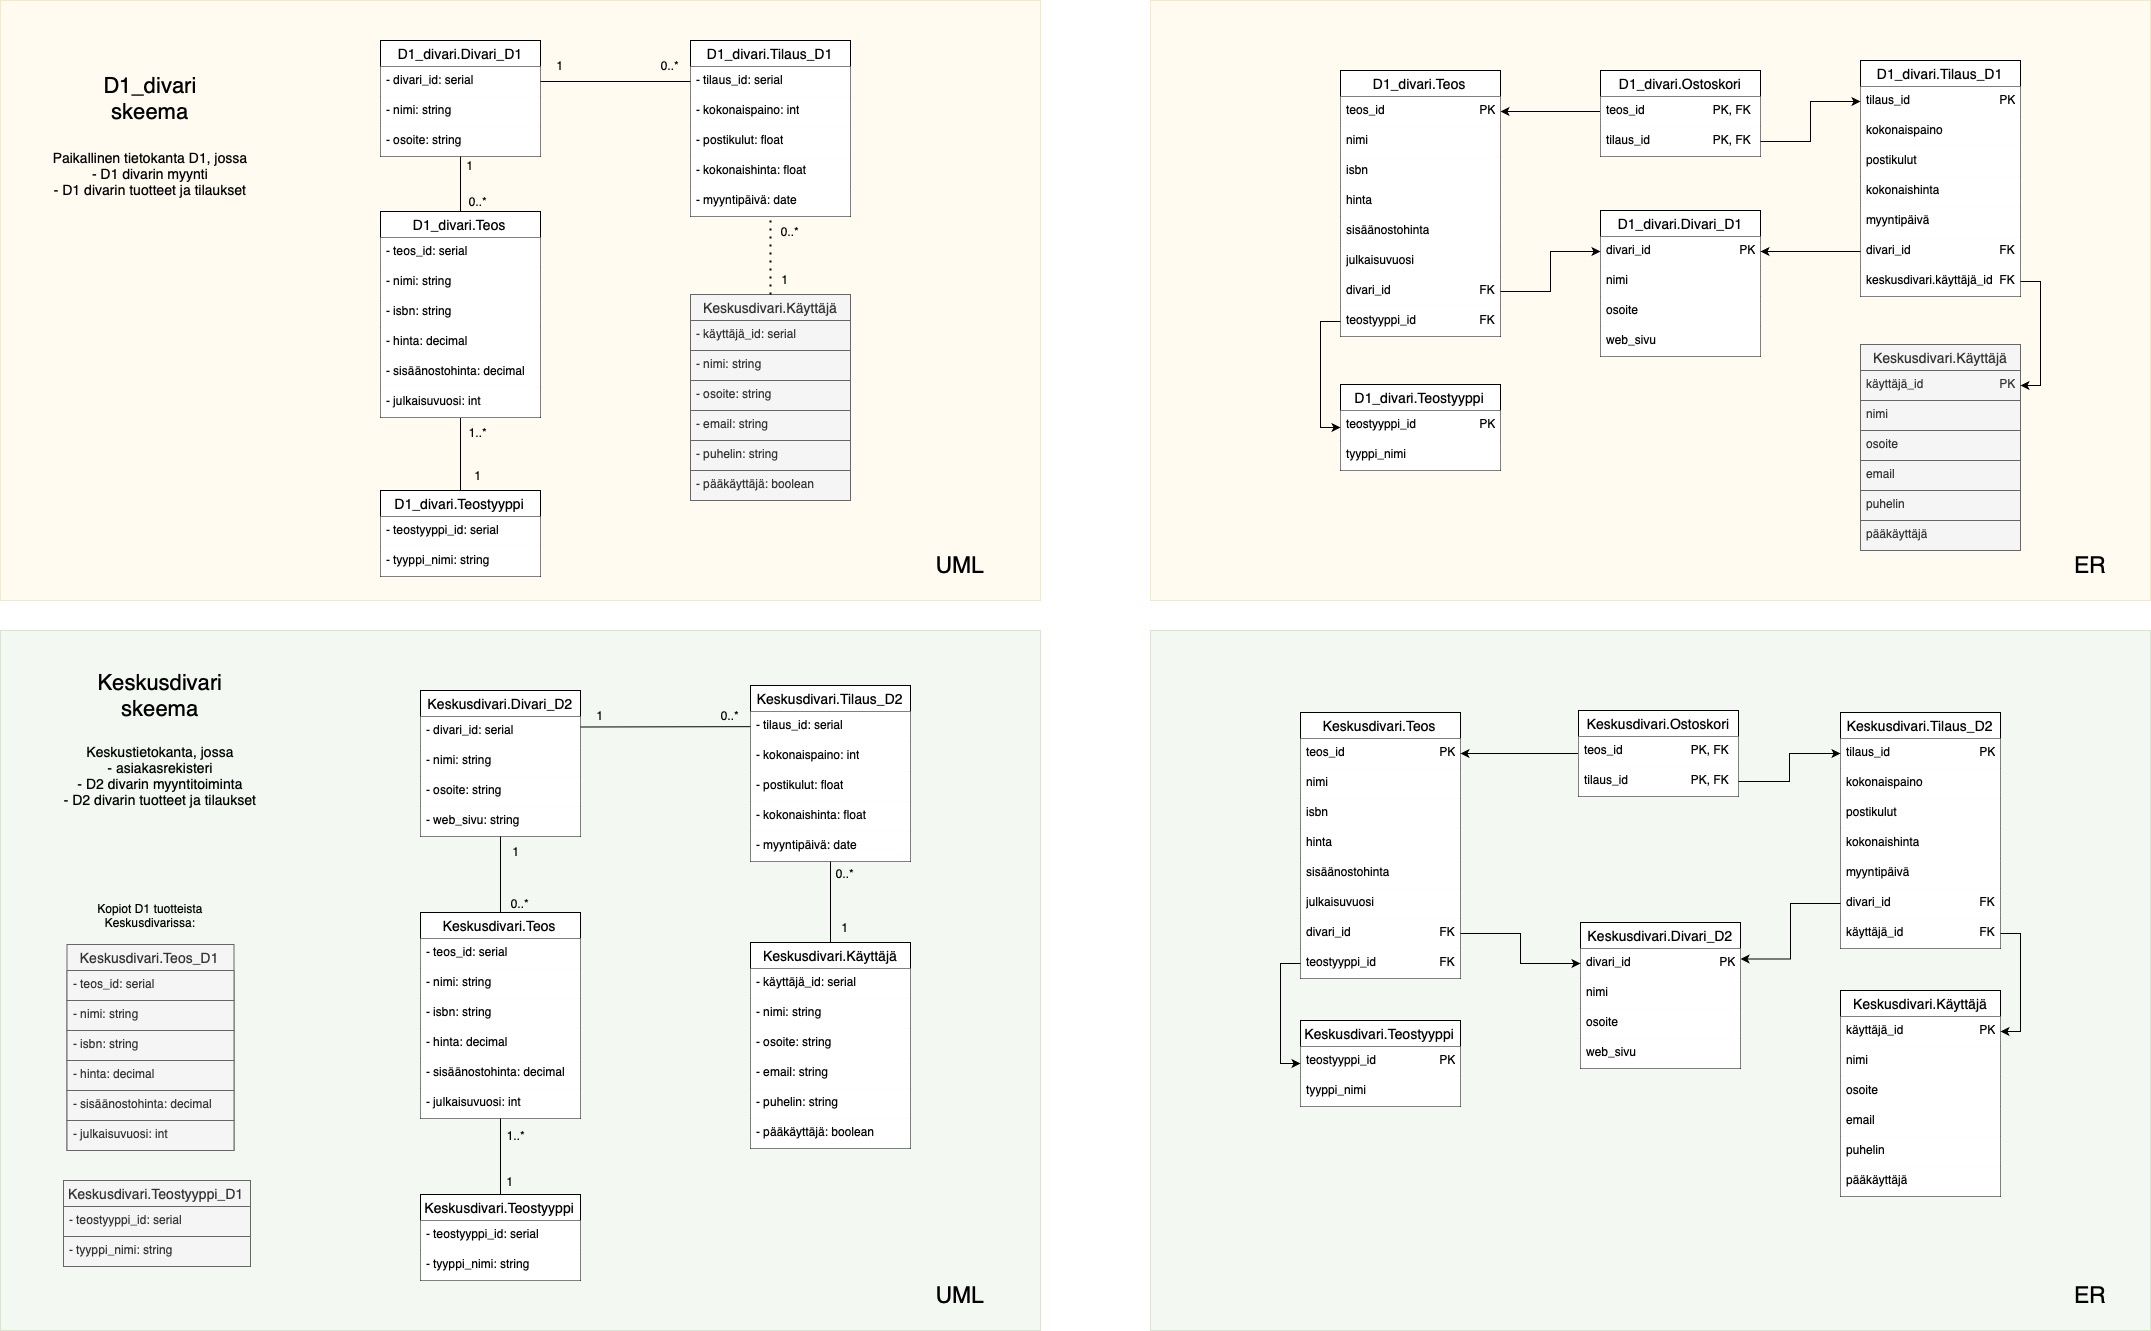 D1_divari
skeema
Paikallinen tietokanta D1, jossa
- D1 divarin myynti
- D1 divarin tuotteet ja tilaukset
D1_divari.Divari_D1
- divari_id: serial
- nimi: string
- osoite: string
1
0..*
D1_divari.Tilaus_D1
- tilaus_id: serial
- kokonaispaino: int
- postikulut: float
- kokonaishinta: float
- myyntipäivä: date
1
0..*
D1_divari.Teos
- teos_id: serial
- nimi: string
- isbn: string
- hinta: decimal
- sisäänostohinta: decimal
- julkaisuvuosi: int
0..*
1
Keskusdivari.Käyttäjä
- käyttäjä_id: serial
- nimi: string
- osoite: string
- email: string
- puhelin: string
- pääkäyttäjä: boolean
1..*
1
D1_divari.Teostyyppi
- teostyyppi_id: serial
- tyyppi_nimi: string
UML
D1_divari.Teos
teos_id PK
nimi
isbn
hinta
sisäänostohinta
julkaisuvuosi
divari_id FK
teostyyppi_id FK
D1_divari.Teostyyppi
teostyyppi_id PK
tyyppi_nimi
D1_divari.Ostoskori
teos_id PK, FK
tilaus_id PK, FK
D1_divari.Divari_D1
divari_id PK
nimi
osoite
web_sivu
D1_divari.Tilaus_D1
tilaus_id PK
kokonaispaino
postikulut
kokonaishinta
myyntipäivä
divari_id FK
keskusdivari.käyttäjä_id FK
Keskusdivari.Käyttäjä
käyttäjä_id PK
nimi
osoite
email
puhelin
pääkäyttäjä
ER
Keskusdivari
skeema
Keskustietokanta, jossa
- asiakasrekisteri
- D2 divarin myyntitoiminta
- D2 divarin tuotteet ja tilaukset
Kopiot D1 tuotteista
Keskusdivarissa:
Keskusdivari.Teos_D1
- teos_id: serial
- nimi: string
- isbn: string
- hinta: decimal
- sisäänostohinta: decimal
- julkaisuvuosi: int
Keskusdivari.Teostyyppi_D1
- teostyyppi_id: serial
- tyyppi_nimi: string
Keskusdivari.Divari_D2
- divari_id: serial
- nimi: string
- osoite: string
- web_sivu: string
1
0..*
Keskusdivari.Tilaus_D2
- tilaus_id: serial
- kokonaispaino: int
- postikulut: float
- kokonaishinta: float
- myyntipäivä: date
1
0..*
Keskusdivari.Teos
- teos_id: serial
- nimi: string
- isbn: string
- hinta: decimal
- sisäänostohinta: decimal
- julkaisuvuosi: int
0..*
1
Keskusdivari.Käyttäjä
- käyttäjä_id: serial
- nimi: string
- osoite: string
- email: string
- puhelin: string
- pääkäyttäjä: boolean
1..*
1
Keskusdivari.Teostyyppi
- teostyyppi_id: serial
- tyyppi_nimi: string
UML
Keskusdivari.Teos
teos_id PK
nimi
isbn
hinta
sisäänostohinta
julkaisuvuosi
divari_id FK
teostyyppi_id FK
Keskusdivari.Teostyyppi
teostyyppi_id PK
tyyppi_nimi
Keskusdivari.Ostoskori
teos_id PK, FK
tilaus_id PK, FK
Keskusdivari.Divari_D2
divari_id PK
nimi
osoite
web_sivu
Keskusdivari.Tilaus_D2
tilaus_id PK
kokonaispaino
postikulut
kokonaishinta
myyntipäivä
divari_id FK
käyttäjä_id FK
Keskusdivari.Käyttäjä
käyttäjä_id PK
nimi
osoite
email
puhelin
pääkäyttäjä
ER